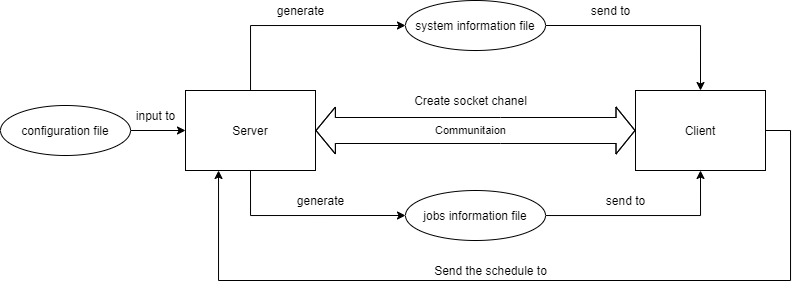 generate
system information file
send to
configuration file
input to
Server
Create socket chanel
Communitaion
Client
generate
jobs information file
send to
Send the schedule to